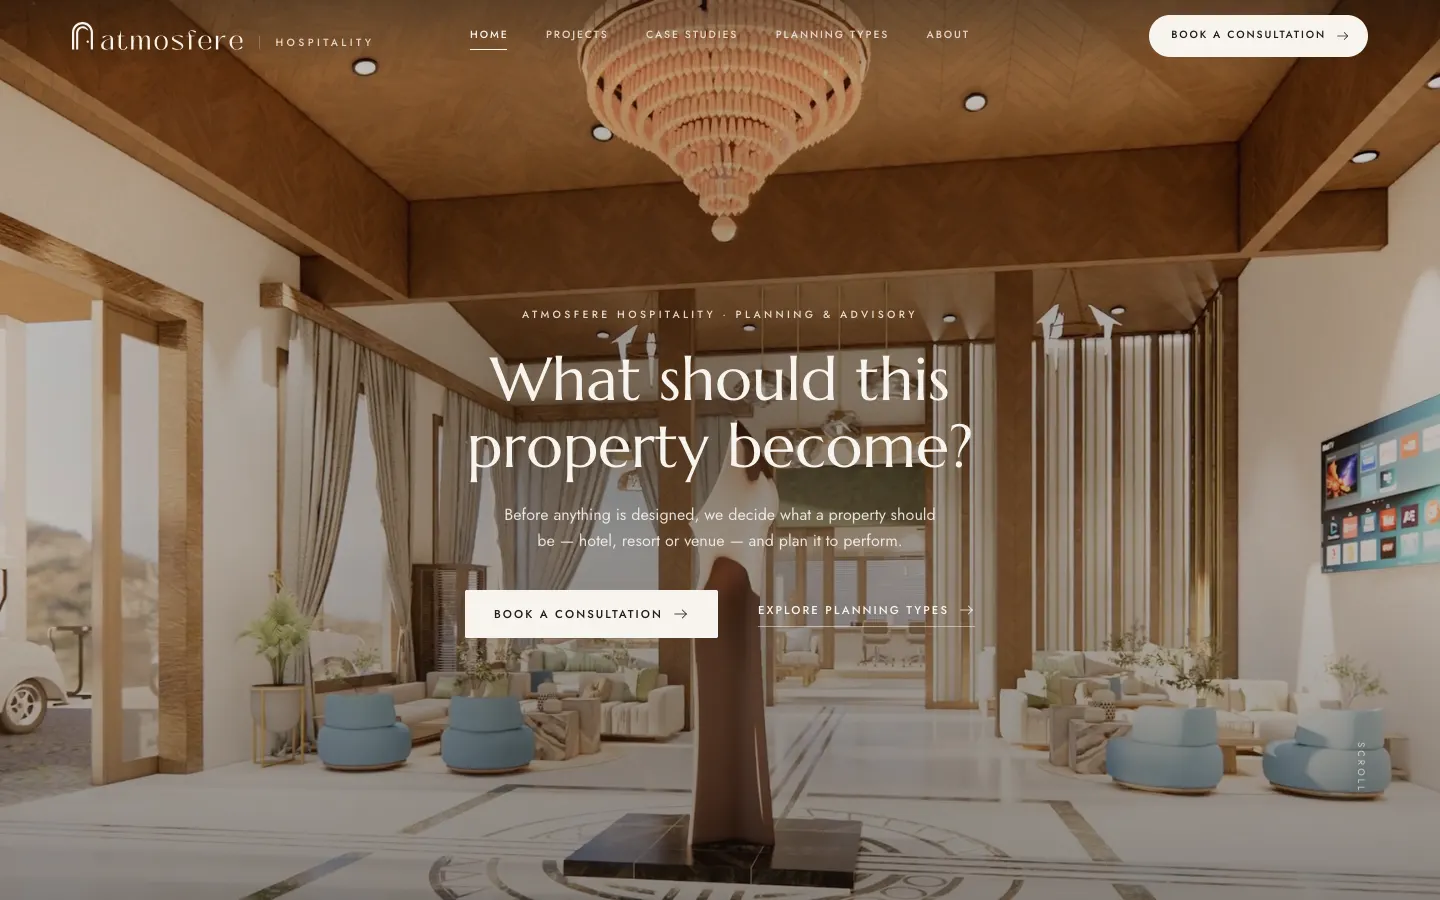 atmosfere HOSPITALITY
HOME PROJECTS CASE STUDIES PLANNING TYPES ABOUT
BOOK A CONSULTATION
ATMOSFERE HOSPITALITY · PLANNING & ADVISORY
What should this
property become?
Before anything is designed, we decide what a property should
be — hotel, resort or venue — and plan it to perform.
BOOK A CONSULTATION
EXPLORE PLANNING TYPES
SCROLL